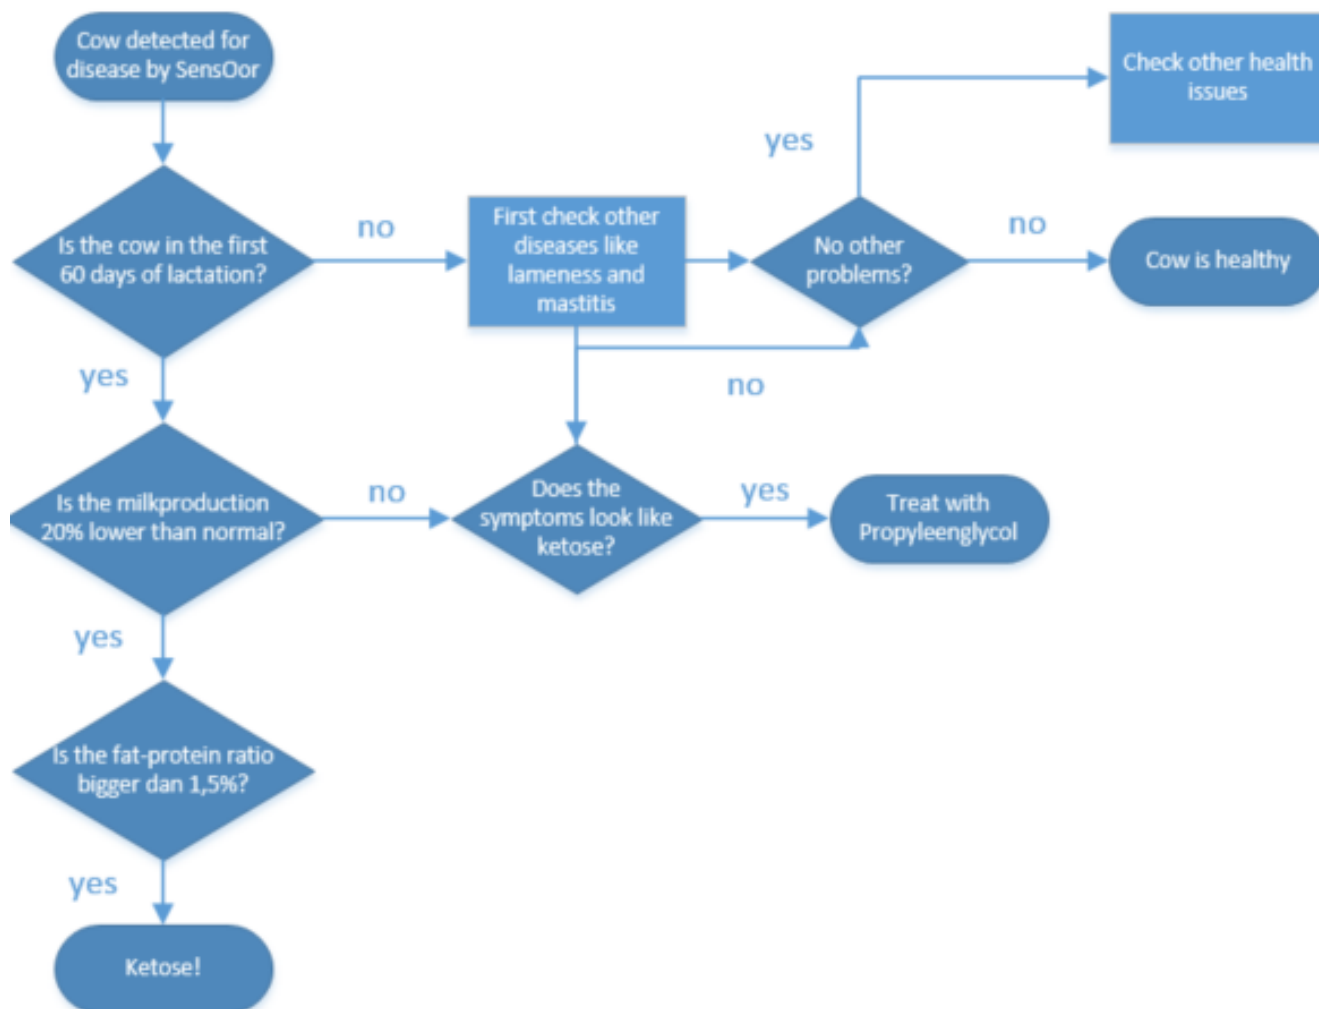 Cow detected for
disease by SensOor
Check other health
issues
yes
Is the cow in the first
60 days of lactation?
no
First check other
diseases like
lameness and
mastitis
No other
problems?
no
Cow is healthy
yes
no
Is the milkproduction
20% lower than normal?
no
Does the
symptoms look like
ketose?
yes
Treat with
Propyleenglycol
yes
Is the fat-protein ratio
bigger dan 1,5%?
yes
Ketose!